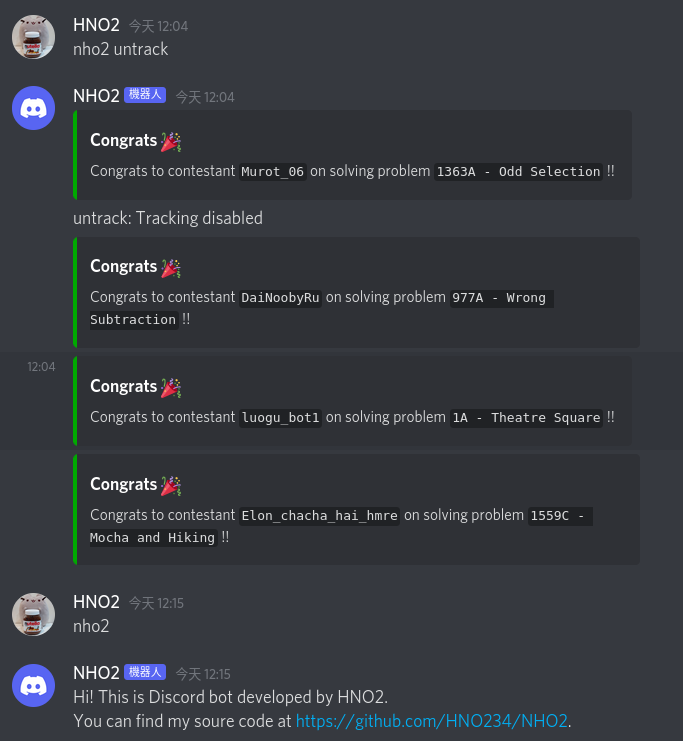 HNO2 今天 12:04
nho2 untrack
NHO2 機器人 今天 12:04
Congrats 🎉
Congrats to contestant Murot_06 on solving problem 1363A - Odd Selection !!
untrack: Tracking disabled
Congrats 🎉
Congrats to contestant DaiNoobyRu on solving problem 977A - Wrong
Subtraction !!
12:04
Congrats 🎉
Congrats to contestant luogu_bot1 on solving problem 1A - Theatre Square !!
Congrats 🎉
Congrats to contestant Elon_chacha_hai_hmre on solving problem 1559C -
Mocha and Hiking !!
HNO2 今天 12:15
nho2
NHO2 機器人 今天 12:15
Hi! This is Discord bot developed by HNO2.
You can find my soure code at https://github.com/HNO234/NHO2.